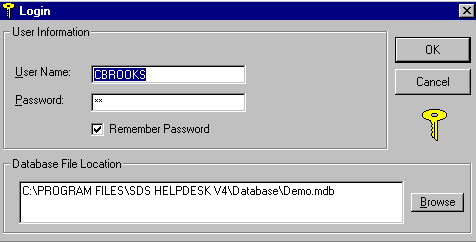 Login
User Information
User Name: CBROOKS
Password: **
Remember Password
OK
Cancel
Database File Location
C:\PROGRAM FILES\SDS HELPDESK V4\Database\Demo.mdb
Browse